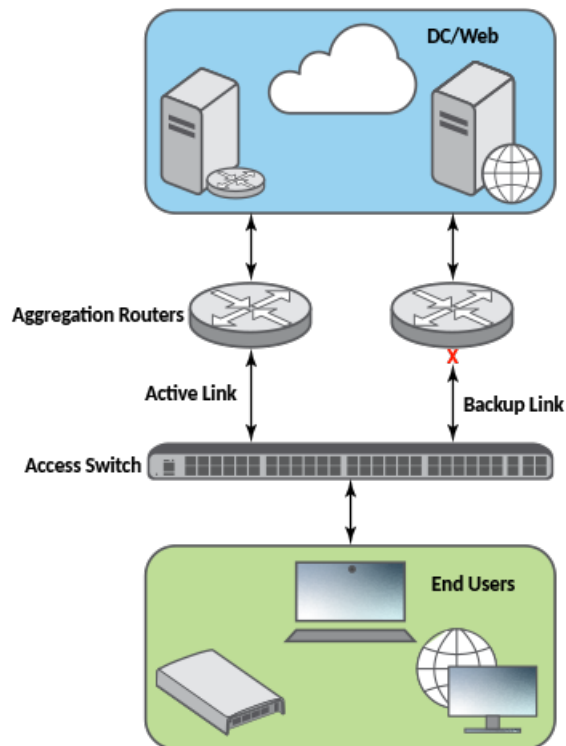 DC/Web
Aggregation Routers
X
Active Link
Backup Link
Access Switch
End Users